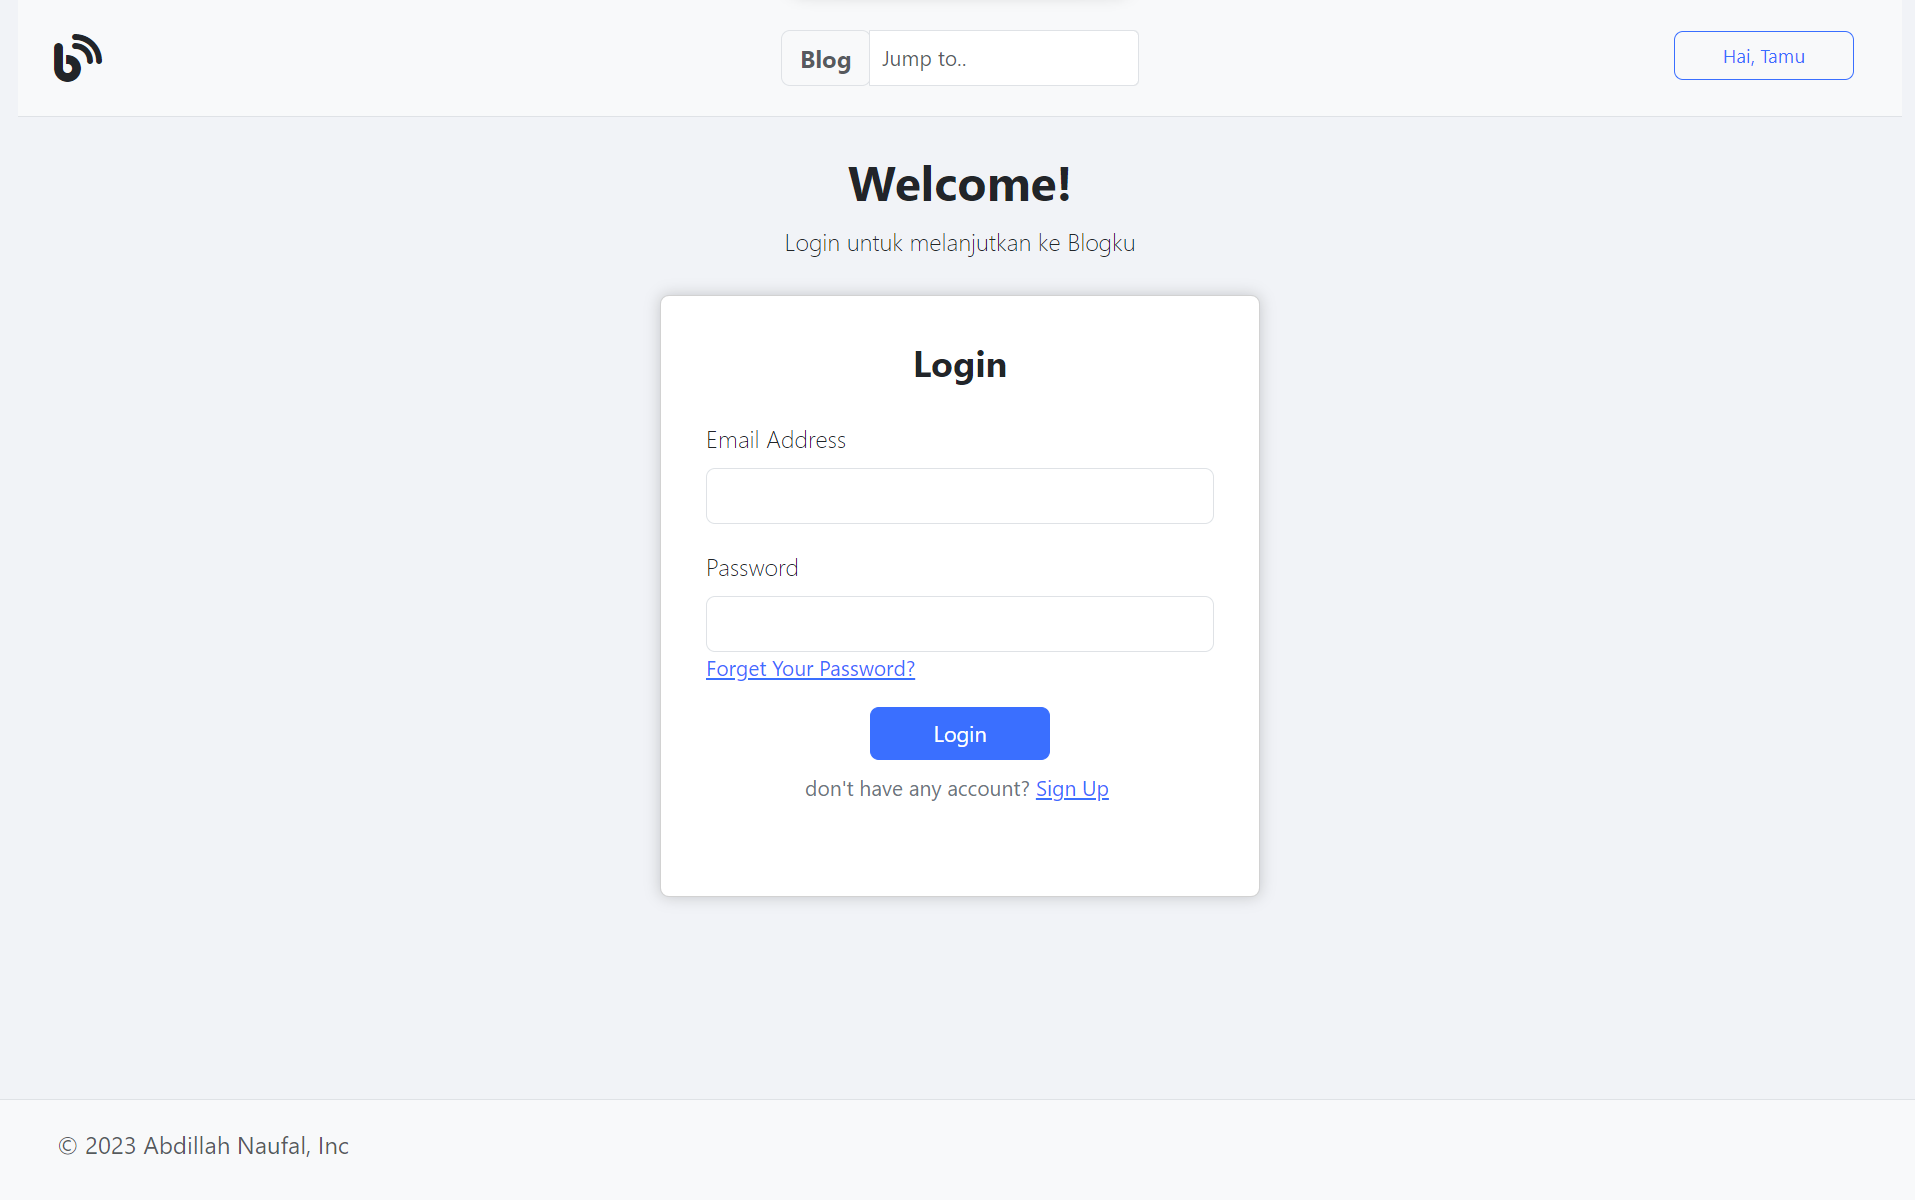 Blog Jump to.. Hai, Tamu
Welcome!
Login untuk melanjutkan ke Blogku
Login
Email Address
Password
Forget Your Password?
Login
don't have any account? Sign Up
© 2023 Abdillah Naufal, Inc